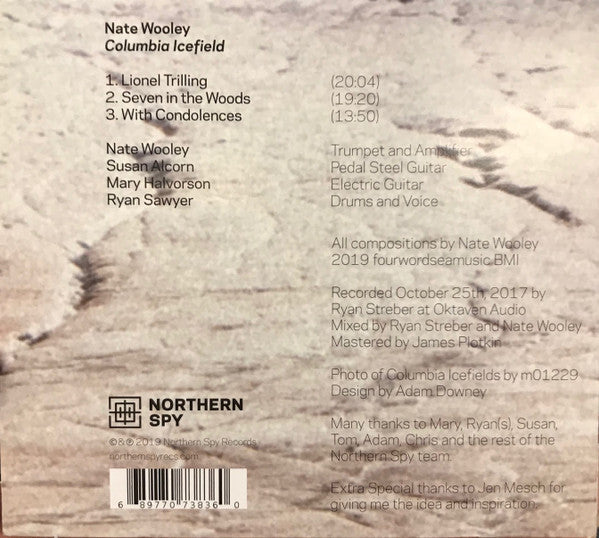 Nate Wooley
Columbia Icefield
1. Lionel Trilling (20:04)
2. Seven in the Woods (19:20)
3. With Condolences (13:50)
Nate Wooley Trumpet and Amplifier
Susan Alcorn Pedal Steel Guitar
Mary Halvorson Electric Guitar
Ryan Sawyer Drums and Voice
All compositions by Nate Wooley
2019 fourwordseamusic BMI
Recorded October 25th, 2017 by
Ryan Streber at Oktaven Audio
Mixed by Ryan Streber and Nate Wooley
Mastered by James Plotkin
Photo of Columbia Icefields by m01229
Design by Adam Downey
Many thanks to Mary, Ryan(s), Susan,
Tom, Adam, Chris and the rest of the
Northern Spy team.
Extra Special thanks to Jen Mesch for
giving me the idea and inspiration.
NORTHERN
SPY
©&℗ 2019 Northern Spy Records
northernspyrecs.com
6 89770 73836 0